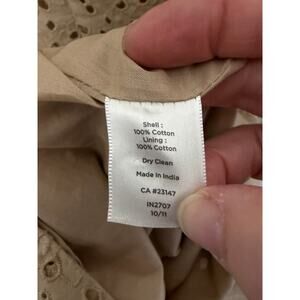 Shell :
100% Cotton
Lining :
100% Cotton
Dry Clean
Made In India
CA #23147
IN2707
10/11